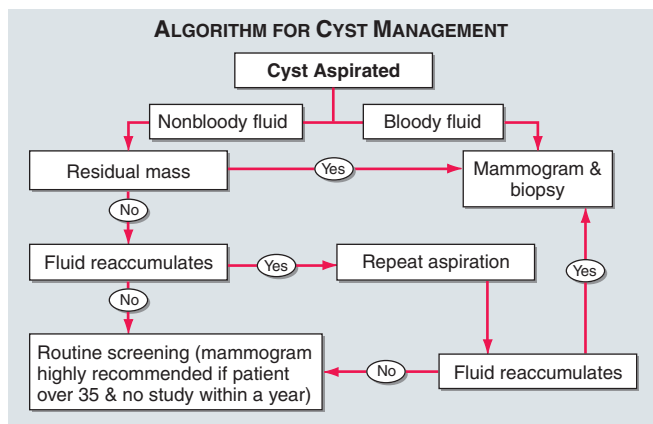 ALGORITHM FOR CYST MANAGEMENT
Cyst Aspirated
Nonbloody fluid
Bloody fluid
Residual mass
Yes
Mammogram &
biopsy
No
Fluid reaccumulates
Yes
Repeat aspiration
Yes
No
Routine screening (mammogram
highly recommended if patient
over 35 & no study within a year)
No
Fluid reaccumulates